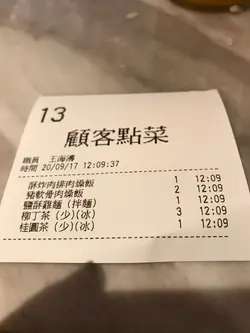 13
顧客點菜
職員 王海濤
時間 20/09/17 12:09:37
酥炸肉排肉燥飯 1 12:09
豬軟骨肉燥飯 2 12:09
鹽酥雞麵(拌麵) 1 12:09
柳丁茶(少)(冰) 3 12:09
桂圓茶(少)(冰) 1 12:09